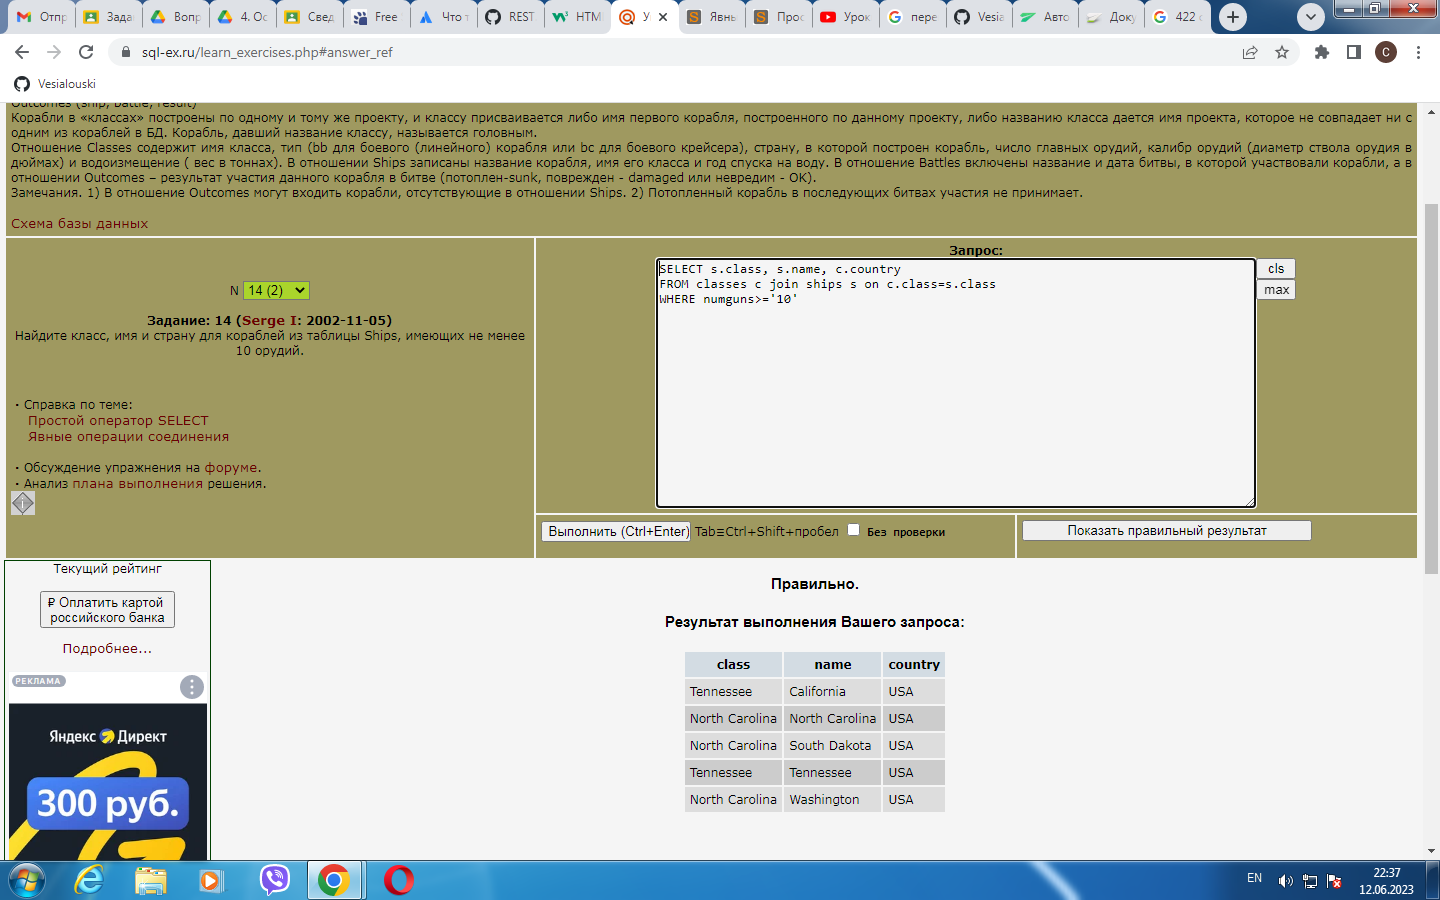 Отпр
Зада
Вопр
4. Ос
Свед
Free
Что т
REST
HTMl
У
Явны
Прос
Урок
пере
Vesia
Авто
Доку
422 c
sql-ex.ru/learn_exercises.php#answer_ref
C
Vesialouski
Outcomes (ship, battle, result)
Корабли в «классах» построены по одному и тому же проекту, и классу присваивается либо имя первого корабля, построенного по данному проекту, либо названию класса дается имя проекта, которое не совпадает ни с
одним из кораблей в БД. Корабль, давший название классу, называется головным.
Отношение Classes содержит имя класса, тип (bb для боевого (линейного) корабля или bc для боевого крейсера), страну, в которой построен корабль, число главных орудий, калибр орудий (диаметр ствола орудия в
дюймах) и водоизмещение ( вес в тоннах). В отношении Ships записаны название корабля, имя его класса и год спуска на воду. В отношение Battles включены название и дата битвы, в которой участвовали корабли, а в
отношении Outcomes – результат участия данного корабля в битве (потоплен-sunk, поврежден - damaged или невредим - OK).
Замечания. 1) В отношение Outcomes могут входить корабли, отсутствующие в отношении Ships. 2) Потопленный корабль в последующих битвах участия не принимает.
Схема базы данных
N 14 (2)
Задание: 14 (Serge I: 2002-11-05)
Найдите класс, имя и страну для кораблей из таблицы Ships, имеющих не менее
10 орудий.
· Справка по теме:
Простой оператор SELECT
Явные операции соединения
· Обсуждение упражнения на форуме.
· Анализ плана выполнения решения.
i
Запрос:
SELECT s.class, s.name, c.country
FROM classes c join ships s on c.class=s.class
WHERE numguns>='10'
cls
max
Выполнить (Ctrl+Enter) Tab≡Ctrl+Shift+пробел Без проверки
Показать правильный результат
Текущий рейтинг
₽ Оплатить картой
российского банка
Подробнее...
РЕКЛАМА
Яндекс Директ
300 руб.
Правильно.
Результат выполнения Вашего запроса:
class name country
Tennessee California USA
North Carolina North Carolina USA
North Carolina South Dakota USA
Tennessee Tennessee USA
North Carolina Washington USA
EN
22:37
12.06.2023